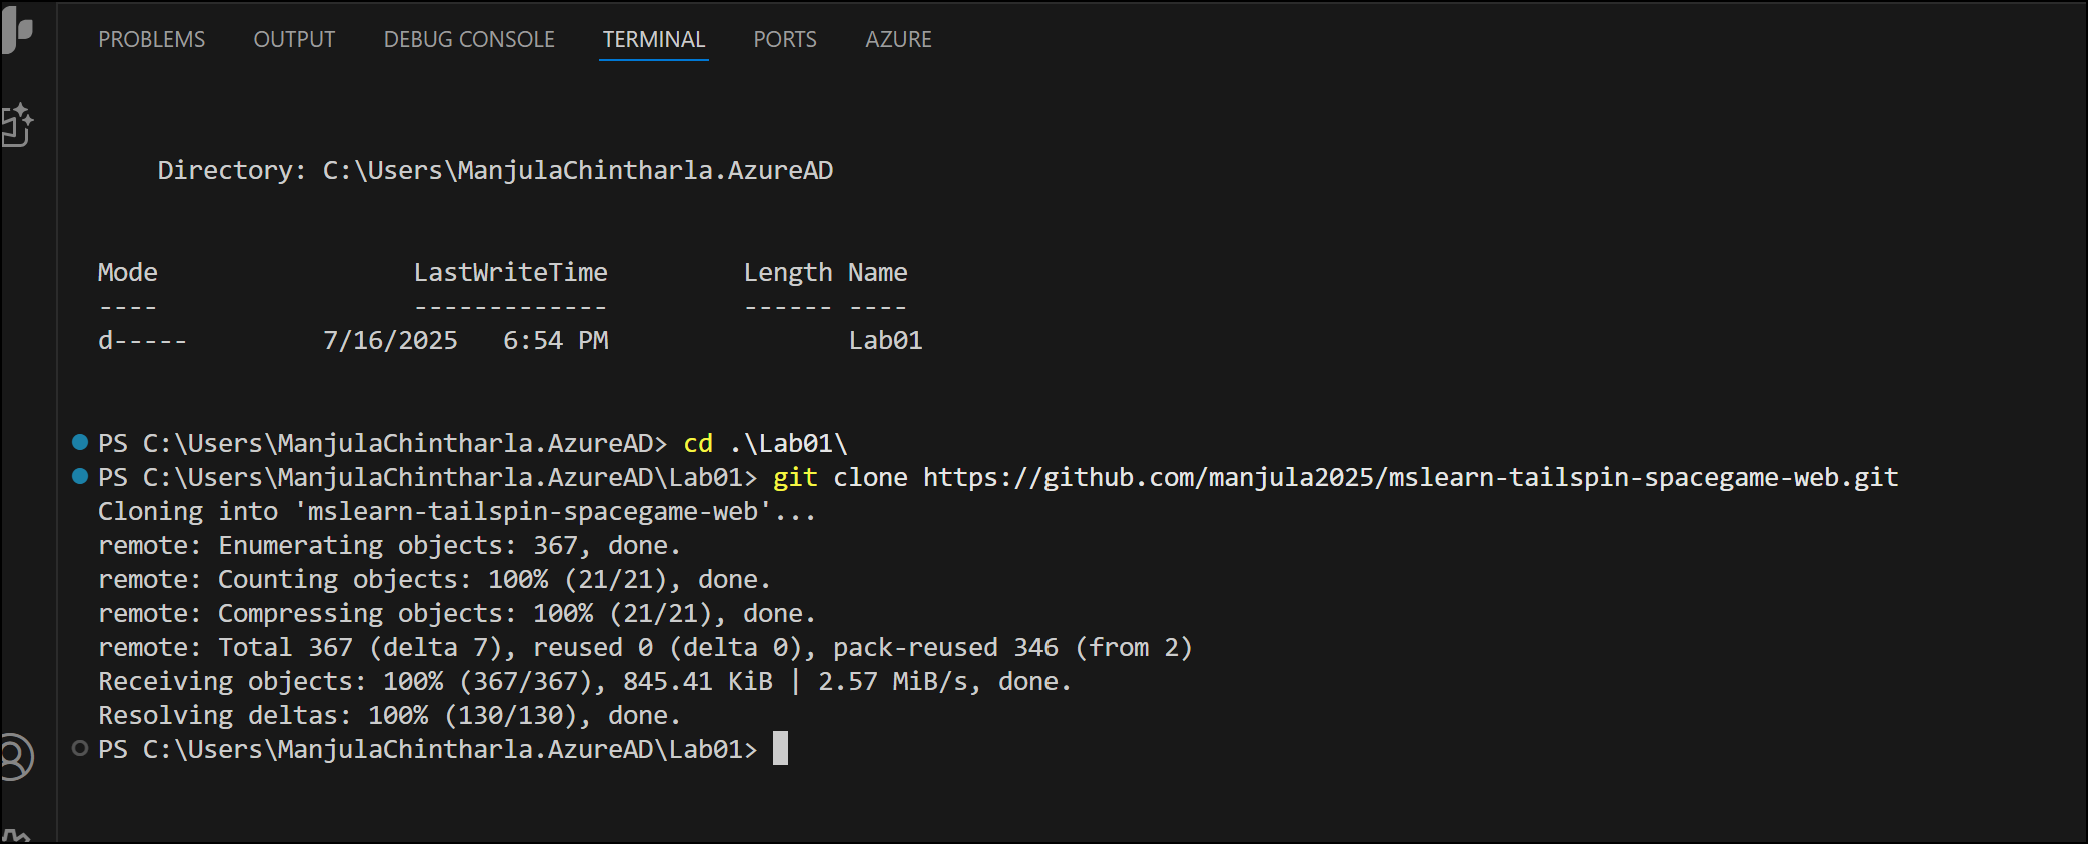 PROBLEMS OUTPUT DEBUG CONSOLE TERMINAL PORTS AZURE
Directory: C:\Users\ManjulaChintharla.AzureAD
Mode LastWriteTime Length Name
---- ------------- ------ ----
d----- 7/16/2025 6:54 PM Lab01
PS C:\Users\ManjulaChintharla.AzureAD> cd .\Lab01\
PS C:\Users\ManjulaChintharla.AzureAD\Lab01> git clone https://github.com/manjula2025/mslearn-tailspin-spacegame-web.git
Cloning into 'mslearn-tailspin-spacegame-web'...
remote: Enumerating objects: 367, done.
remote: Counting objects: 100% (21/21), done.
remote: Compressing objects: 100% (21/21), done.
remote: Total 367 (delta 7), reused 0 (delta 0), pack-reused 346 (from 2)
Receiving objects: 100% (367/367), 845.41 KiB | 2.57 MiB/s, done.
Resolving deltas: 100% (130/130), done.
PS C:\Users\ManjulaChintharla.AzureAD\Lab01>